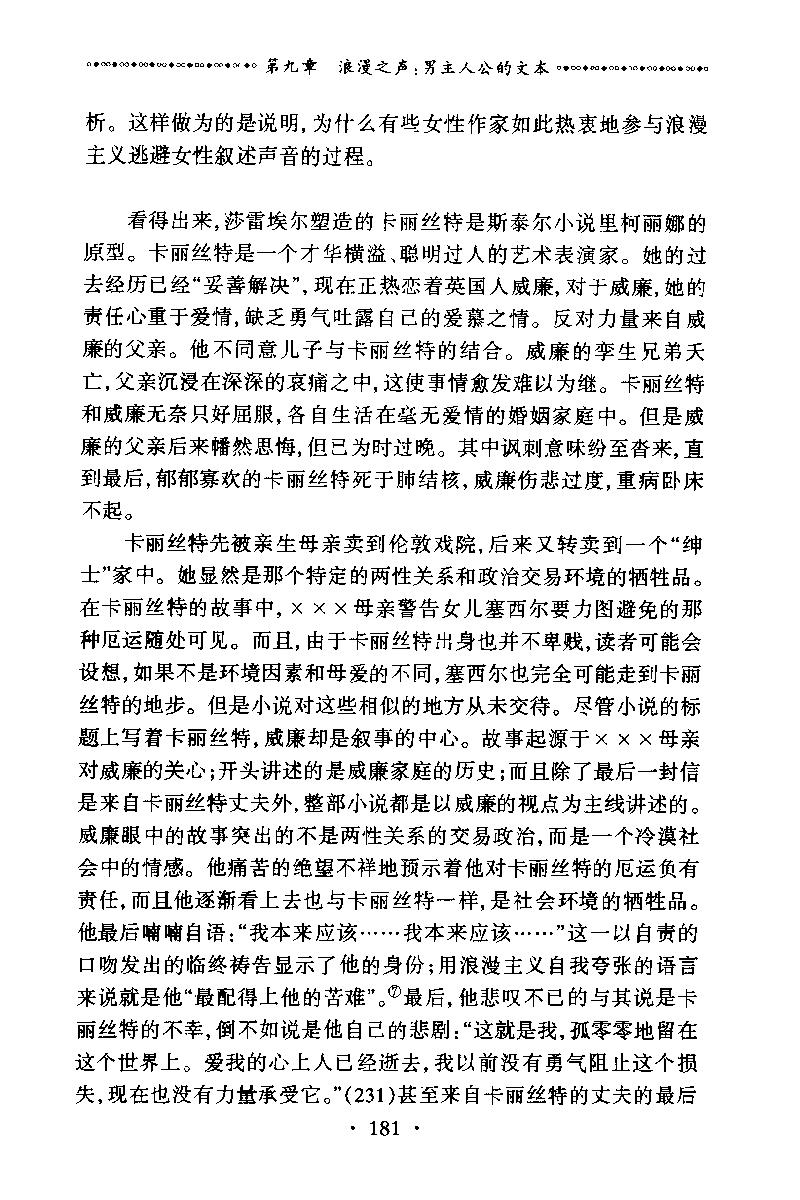 第九章 浪漫之声:男主人公的文本
析。这样做为的是说明,为什么有些女性作家如此热衷地参与浪漫
主义逃避女性叙述声音的过程。
看得出来,莎雷埃尔塑造的卡丽丝特是斯泰尔小说里柯丽娜的
原型。卡丽丝特是一个才华横溢、聪明过人的艺术表演家。她的过
去经历已经“妥善解决”,现在正热恋着英国人威廉,对于威廉,她的
责任心重于爱情,缺乏勇气吐露自己的爱慕之情。反对力量来自威
廉的父亲。他不同意儿子与卡丽丝特的结合。威廉的孪生兄弟夭
亡,父亲沉浸在深深的哀痛之中,这使事情愈发难以为继。卡丽丝特
和威廉无奈只好屈服,各自生活在毫无爱情的婚姻家庭中。但是威
廉的父亲后来幡然思悔,但已为时过晚。其中讽刺意味纷至沓来,直
到最后,郁郁寡欢的卡丽丝特死于肺结核,威廉伤悲过度,重病卧床
不起。
卡丽丝特先被亲生母亲卖到伦敦戏院,后来又转卖到一个“绅
士”家中。她显然是那个特定的两性关系和政治交易环境的牺牲品。
在卡丽丝特的故事中,×××母亲警告女儿塞西尔要力图避免的那
种厄运随处可见。而且,由于卡丽丝特出身也并不卑贱,读者可能会
设想,如果不是环境因素和母爱的不同,塞西尔也完全可能走到卡丽
丝特的地步。但是小说对这些相似的地方从未交待。尽管小说的标
题上写着卡丽丝特,威廉却是叙事的中心。故事起源于×××母亲
对威廉的关心;开头讲述的是威廉家庭的历史;而且除了最后一封信
是来自卡丽丝特丈夫外,整部小说都是以威廉的视点为主线讲述的。
威廉眼中的故事突出的不是两性关系的交易政治,而是一个冷漠社
会中的情感。他痛苦的绝望不祥地预示着他对卡丽丝特的厄运负有
责任,而且他逐渐看上去也与卡丽丝特一样,是社会环境的牺牲品。
他最后喃喃自语:“我本来应该……我本来应该……”这一以自责的
口吻发出的临终祷告显示了他的身份;用浪漫主义自我夸张的语言
来说就是他“最配得上他的苦难”。⑦最后,他悲叹不已的与其说是卡
丽丝特的不幸,倒不如说是他自己的悲剧:“这就是我,孤零零地留在
这个世界上。爱我的心上人已经逝去,我以前没有勇气阻止这个损
失,现在也没有力量承受它。”(231)甚至来自卡丽丝特的丈夫的最后
· 181 ·